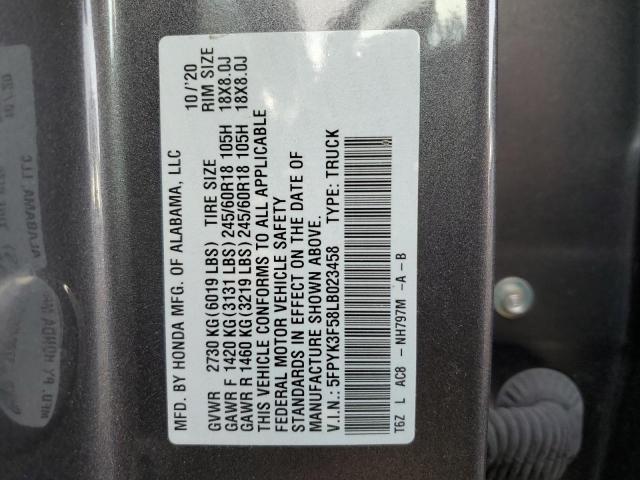 MFD. BY HONDA MFG. OF ALABAMA, LLC 10/'20
GVWR 2730 KG (6019 LBS) TIRE SIZE RIM SIZE
GAWR F 1420 KG (3131 LBS) 245/60R18 105H 18X8.0J
GAWR R 1460 KG (3219 LBS) 245/60R18 105H 18X8.0J
THIS VEHICLE CONFORMS TO ALL APPLICABLE
FEDERAL MOTOR VEHICLE SAFETY
STANDARDS IN EFFECT ON THE DATE OF
MANUFACTURE SHOWN ABOVE.
V.I.N.: 5FPYK3F58LB023458 TYPE: TRUCK
T6Z L AC8 - NH797M -A -B